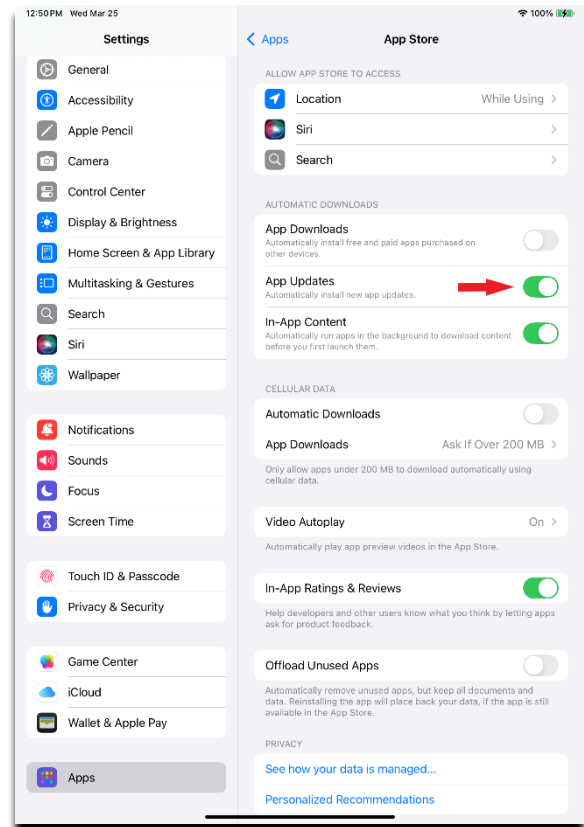 12:50 PM Wed Mar 25
100%
Settings
General
Accessibility
Apple Pencil
Camera
Control Center
Display & Brightness
Home Screen & App Library
Multitasking & Gestures
Search
Siri
Wallpaper
Notifications
Sounds
Focus
Screen Time
Touch ID & Passcode
Privacy & Security
Game Center
iCloud
Wallet & Apple Pay
Apps
Apps
App Store
ALLOW APP STORE TO ACCESS
Location While Using
Siri
Search
AUTOMATIC DOWNLOADS
App Downloads
Automatically install free and paid apps purchased on
other devices.
App Updates
Automatically install new app updates.
In-App Content
Automatically run apps in the background to download content
before you first launch them.
CELLULAR DATA
Automatic Downloads
App Downloads Ask If Over 200 MB
Only allow apps under 200 MB to download automatically using
cellular data.
Video Autoplay On
Automatically play app preview videos in the App Store.
In-App Ratings & Reviews
Help developers and other users know what you think by letting apps
ask for product feedback.
Offload Unused Apps
Automatically remove unused apps, but keep all documents and
data. Reinstalling the app will place back your data, if the app is still
available in the App Store.
PRIVACY
See how your data is managed...
Personalized Recommendations